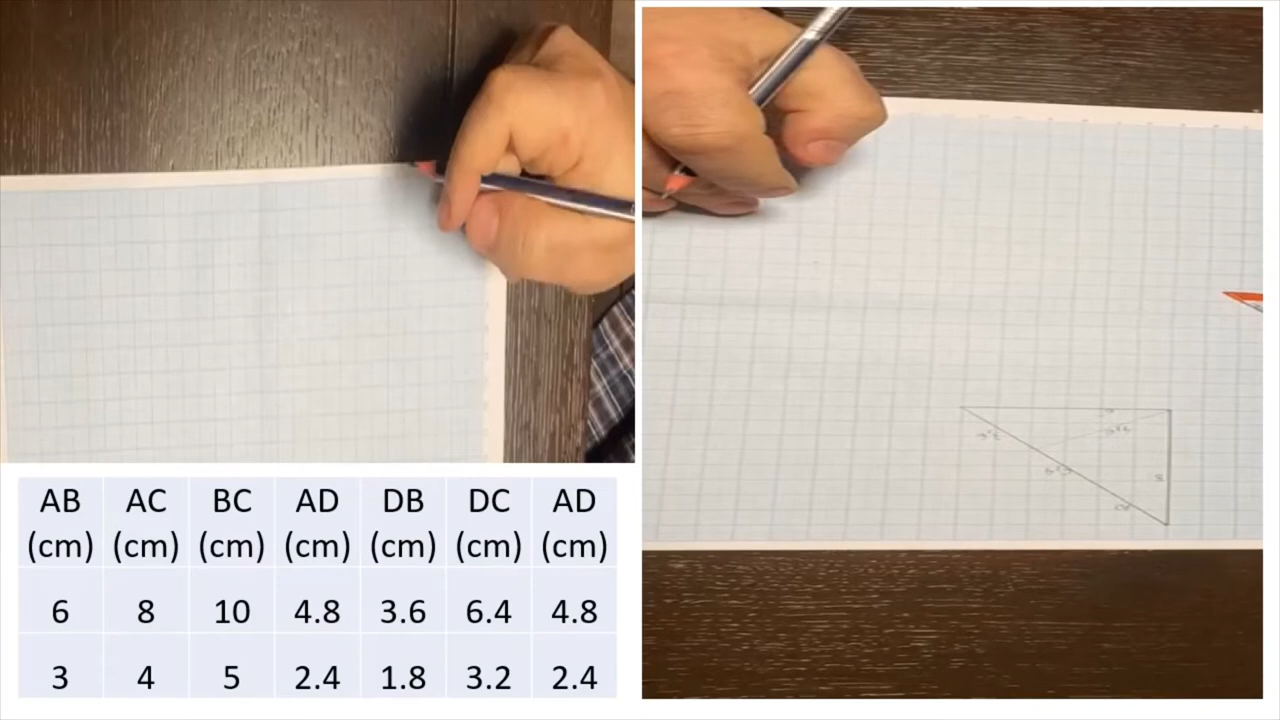 AB AC BC AD DB DC AD
(cm) (cm) (cm) (cm) (cm) (cm) (cm)
6 8 10 4.8 3.6 6.4 4.8
3 4 5 2.4 1.8 3.2 2.4